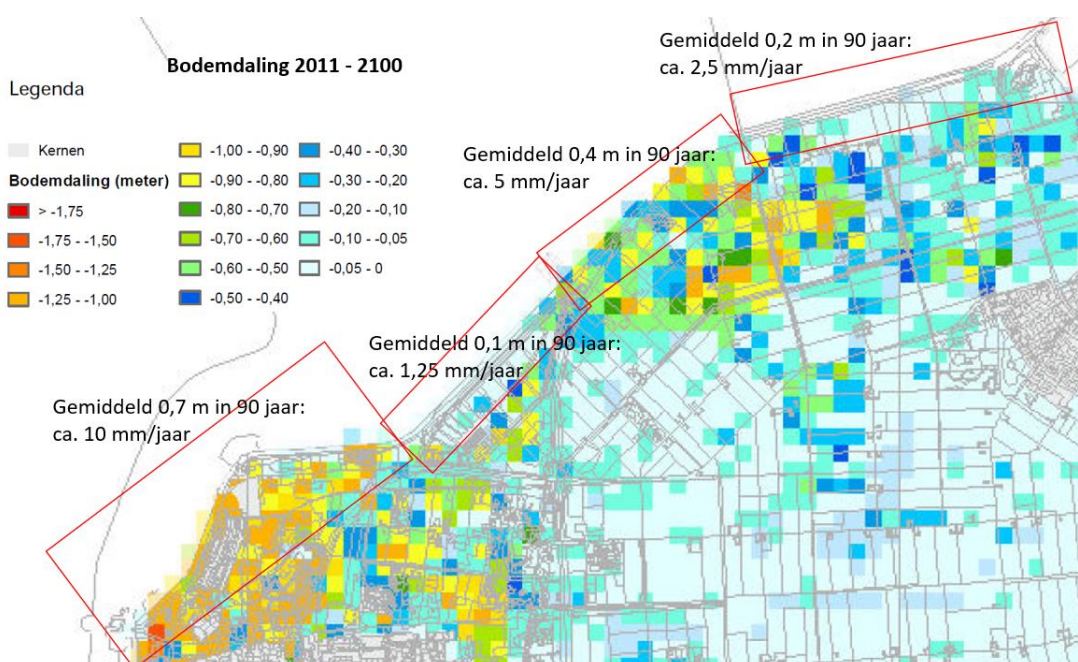 Bodemdaling 2011 - 2100
Legenda
Kernen
Bodemdaling (meter)
> -1,75
-1,75 - -1,50
-1,50 - -1,25
-1,25 - -1,00
-1,00 - -0,90
-0,90 - -0,80
-0,80 - -0,70
-0,70 - -0,60
-0,60 - -0,50
-0,50 - -0,40
-0,40 - -0,30
-0,30 - -0,20
-0,20 - -0,10
-0,10 - -0,05
-0,05 - 0
Gemiddeld 0,2 m in 90 jaar:
ca. 2,5 mm/jaar
Gemiddeld 0,4 m in 90 jaar:
ca. 5 mm/jaar
Gemiddeld 0,1 m in 90 jaar:
ca. 1,25 mm/jaar
Gemiddeld 0,7 m in 90 jaar:
ca. 10 mm/jaar